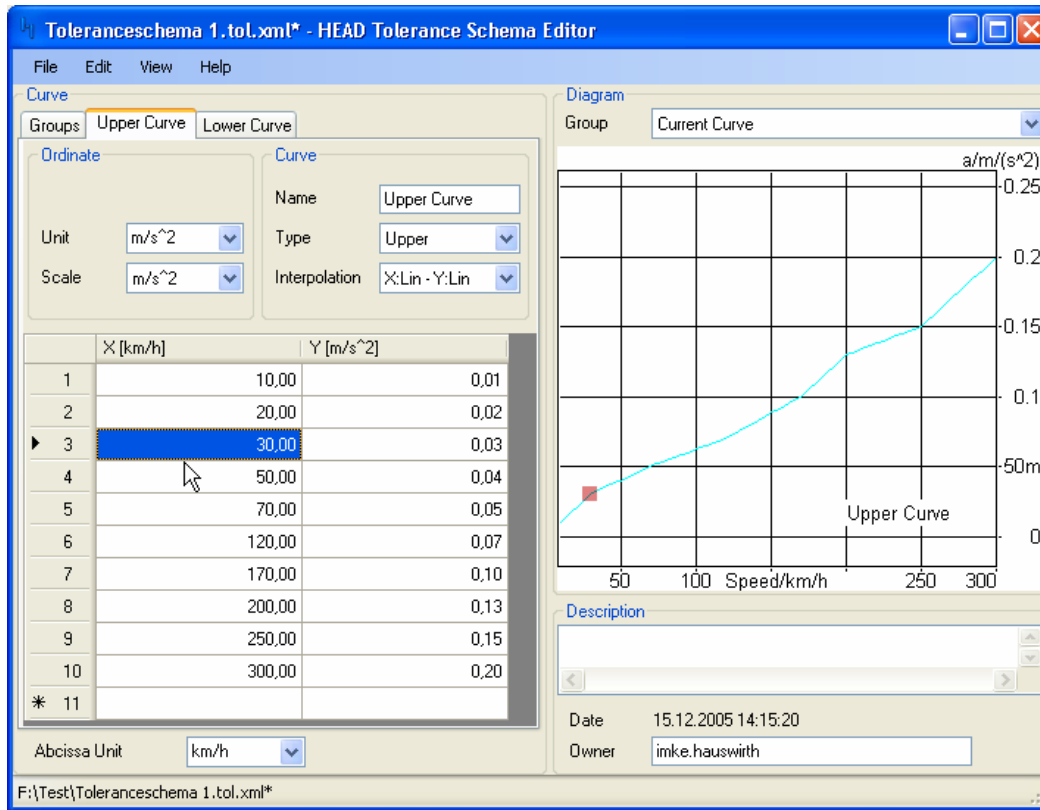 Toleranceschema 1.tol.xml* - HEAD Tolerance Schema Editor
File Edit View Help
Curve
Groups Upper Curve Lower Curve
Ordinate
Unit m/s^2
Scale m/s^2
Curve
Name Upper Curve
Type Upper
Interpolation X:Lin - Y:Lin
X [km/h] Y [m/s^2]
1 10,00 0,01
2 20,00 0,02
3 30,00 0,03
4 50,00 0,04
5 70,00 0,05
6 120,00 0,07
7 170,00 0,10
8 200,00 0,13
9 250,00 0,15
10 300,00 0,20
* 11
Abcissa Unit km/h
Diagram
Group Current Curve
a/m/(s^2)
0.25
0.2
0.15
0.1
50m
Upper Curve
0
50 100 Speed/km/h 250 300
Description
Date 15.12.2005 14:15:20
Owner imke.hauswirth
F:\Test\Toleranceschema 1.tol.xml*